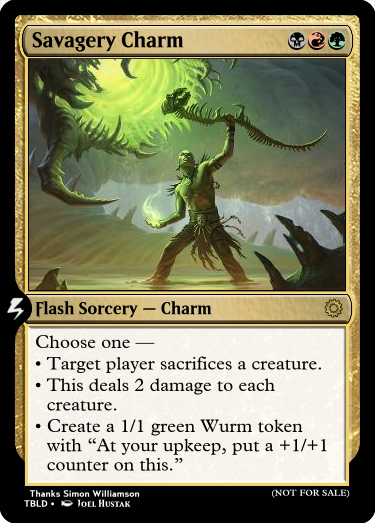 Savagery Charm
Flash Sorcery — Charm
Choose one —
• Target player sacrifices a creature.
• This deals 2 damage to each
creature.
• Create a 1/1 green Wurm token
with “At your upkeep, put a +1/+1
counter on this.”
Thanks Simon Williamson
(NOT FOR SALE)
TBLD • Joel Hustak